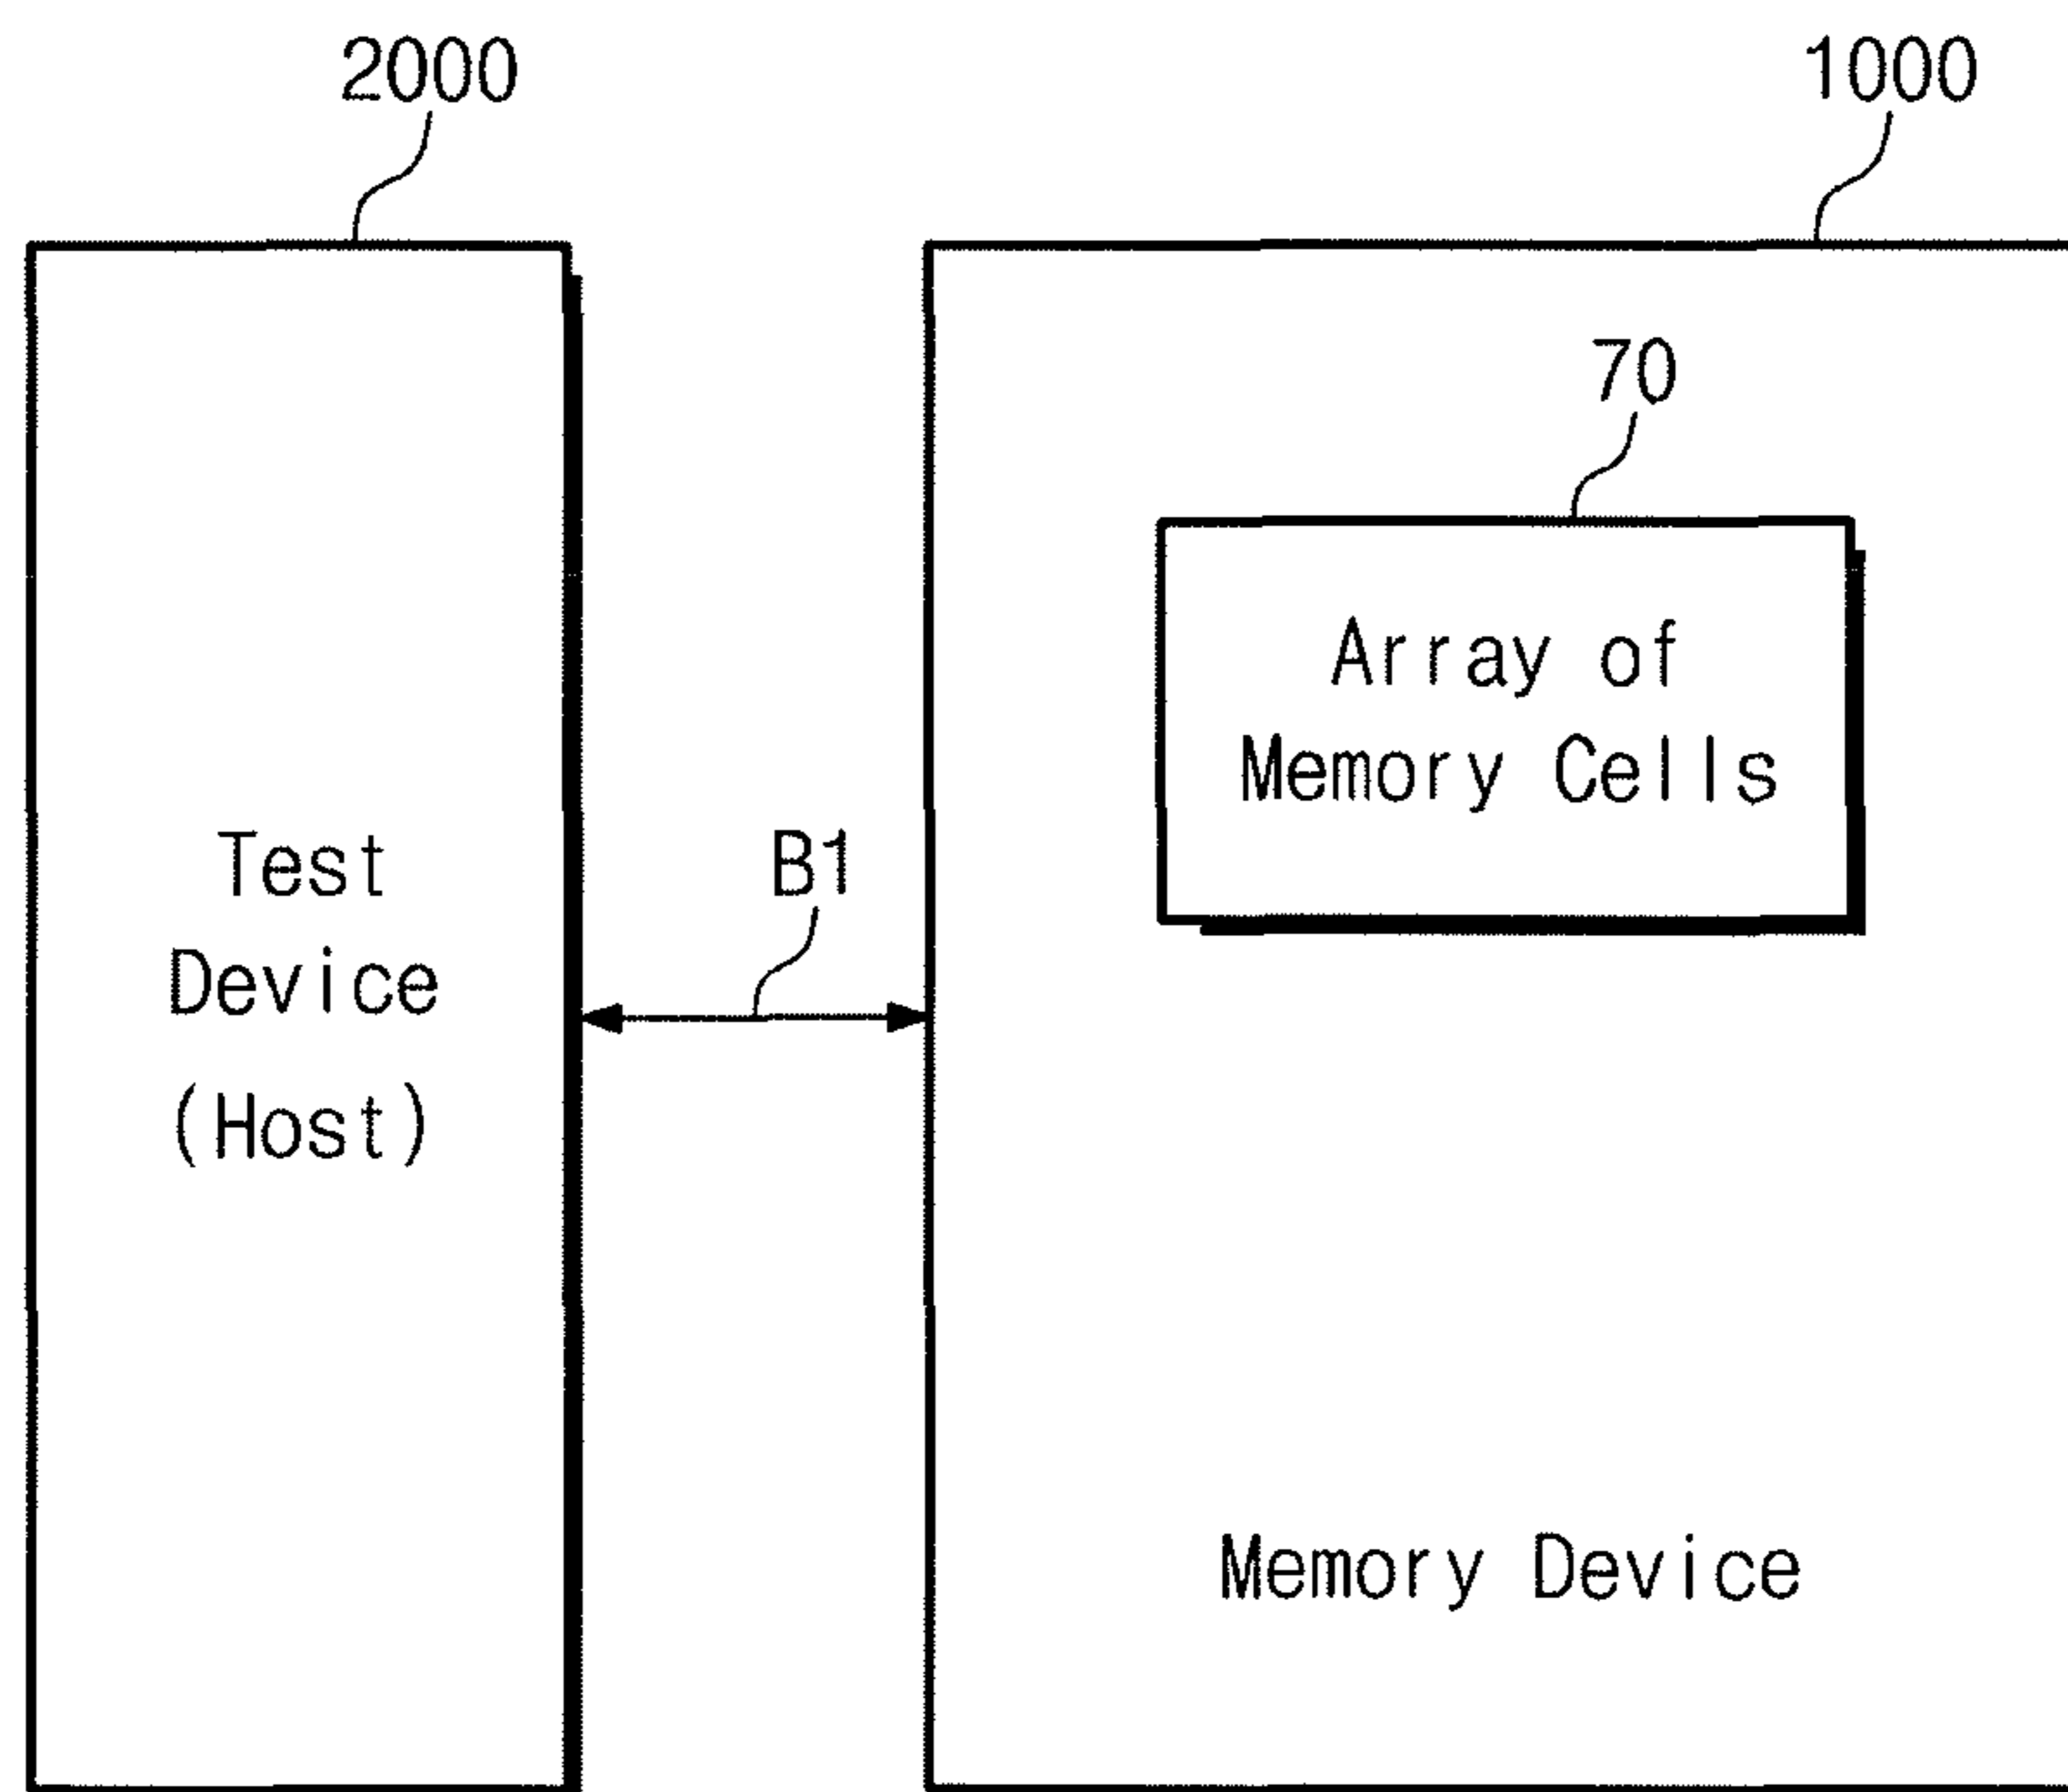 2000
1000
70
Array of
Memory Cells
Test
Device
(Host)
B1
Memory Device